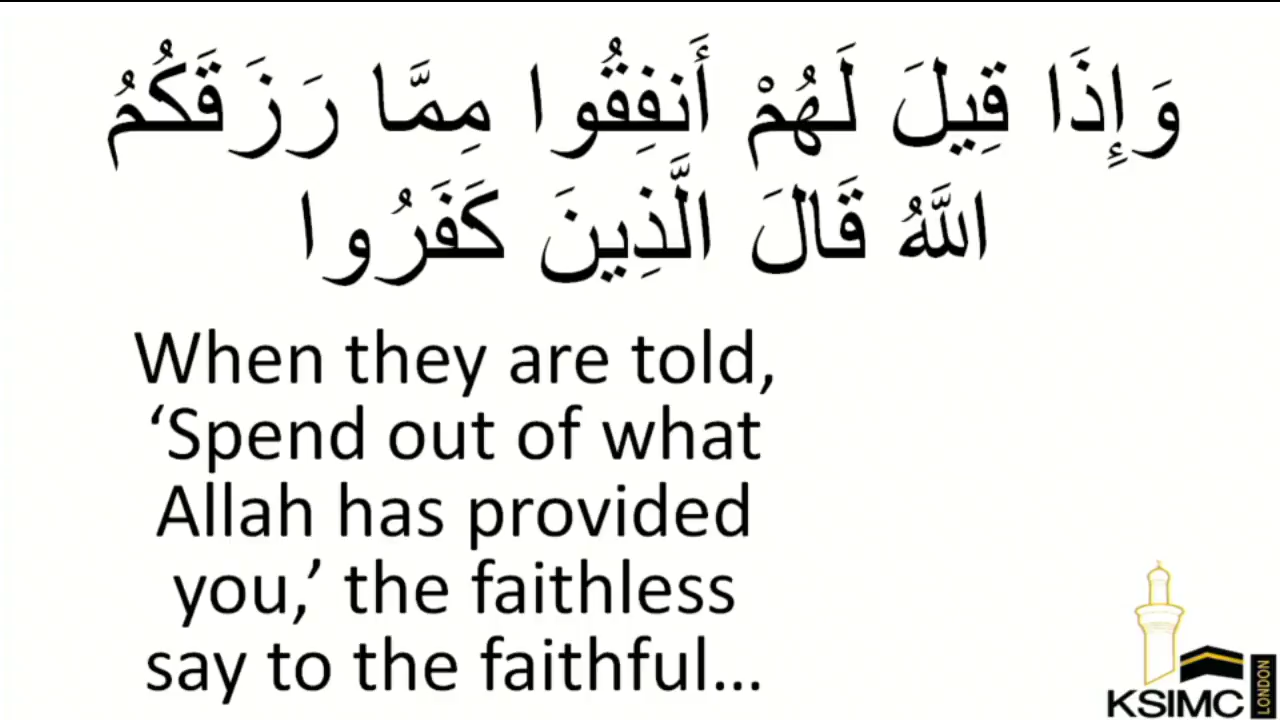 وَإِذَا قِيلَ لَهُمْ أَنفِقُوا مِمَّا رَزَقَكُمُ
اللَّهُ قَالَ الَّذِينَ كَفَرُوا
When they are told,
‘Spend out of what
Allah has provided
you,’ the faithless
say to the faithful...
KSIMC LONDON